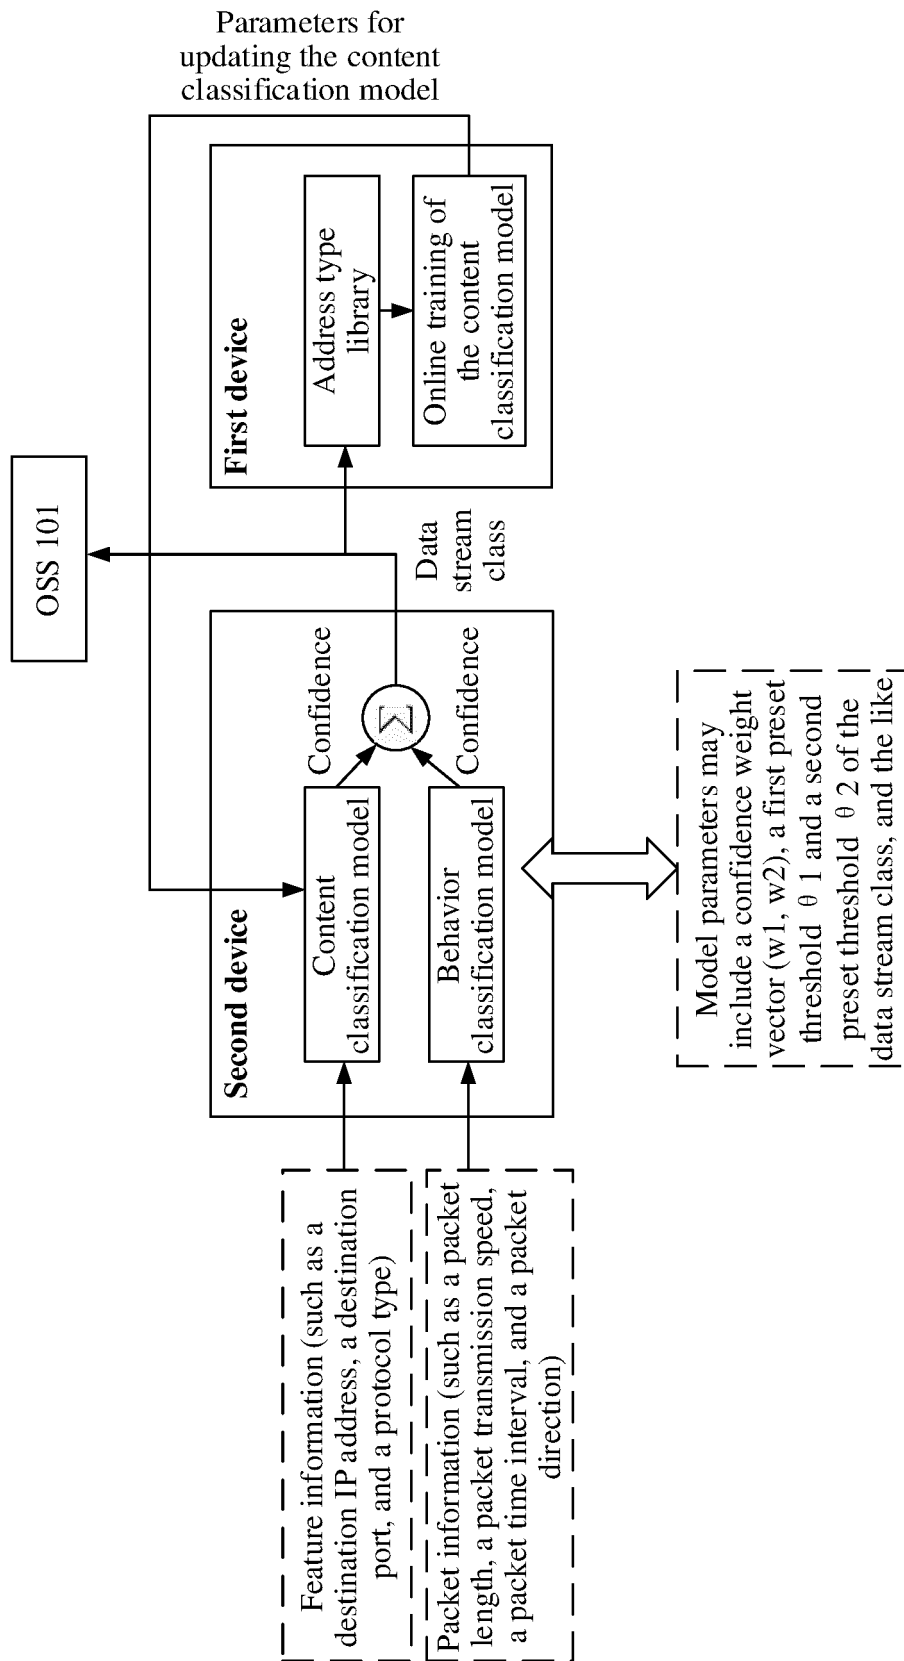 Parameters for
updating the content
classification model
OSS 101
First device
Address type
library
Online training of
the content
classification model
Data
stream
class
Second device
Content
classification model
Confidence
Σ
Behavior
classification model
Confidence
Feature information (such as a
destination IP address, a destination
port, and a protocol type)
Packet information (such as a packet
length, a packet transmission speed,
a packet time interval, and a packet
direction)
Model parameters may
include a confidence weight
vector (w1, w2), a first preset
threshold θ 1 and a second
preset threshold θ 2 of the
data stream class, and the like